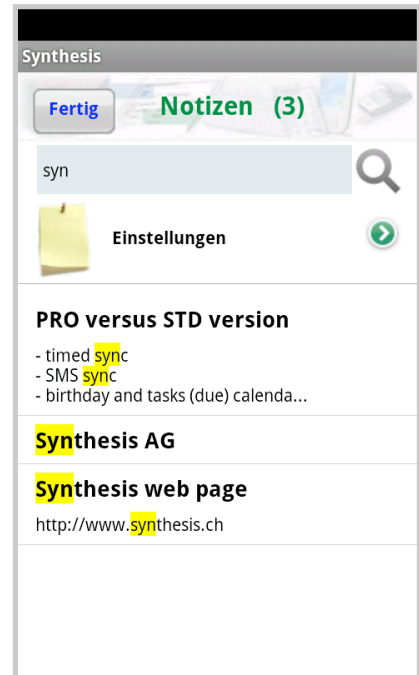 Synthesis
Fertig
Notizen (3)
syn
Einstellungen
PRO versus STD version
- timed sync
- SMS sync
- birthday and tasks (due) calenda...
Synthesis AG
Synthesis web page
http://www.synthesis.ch